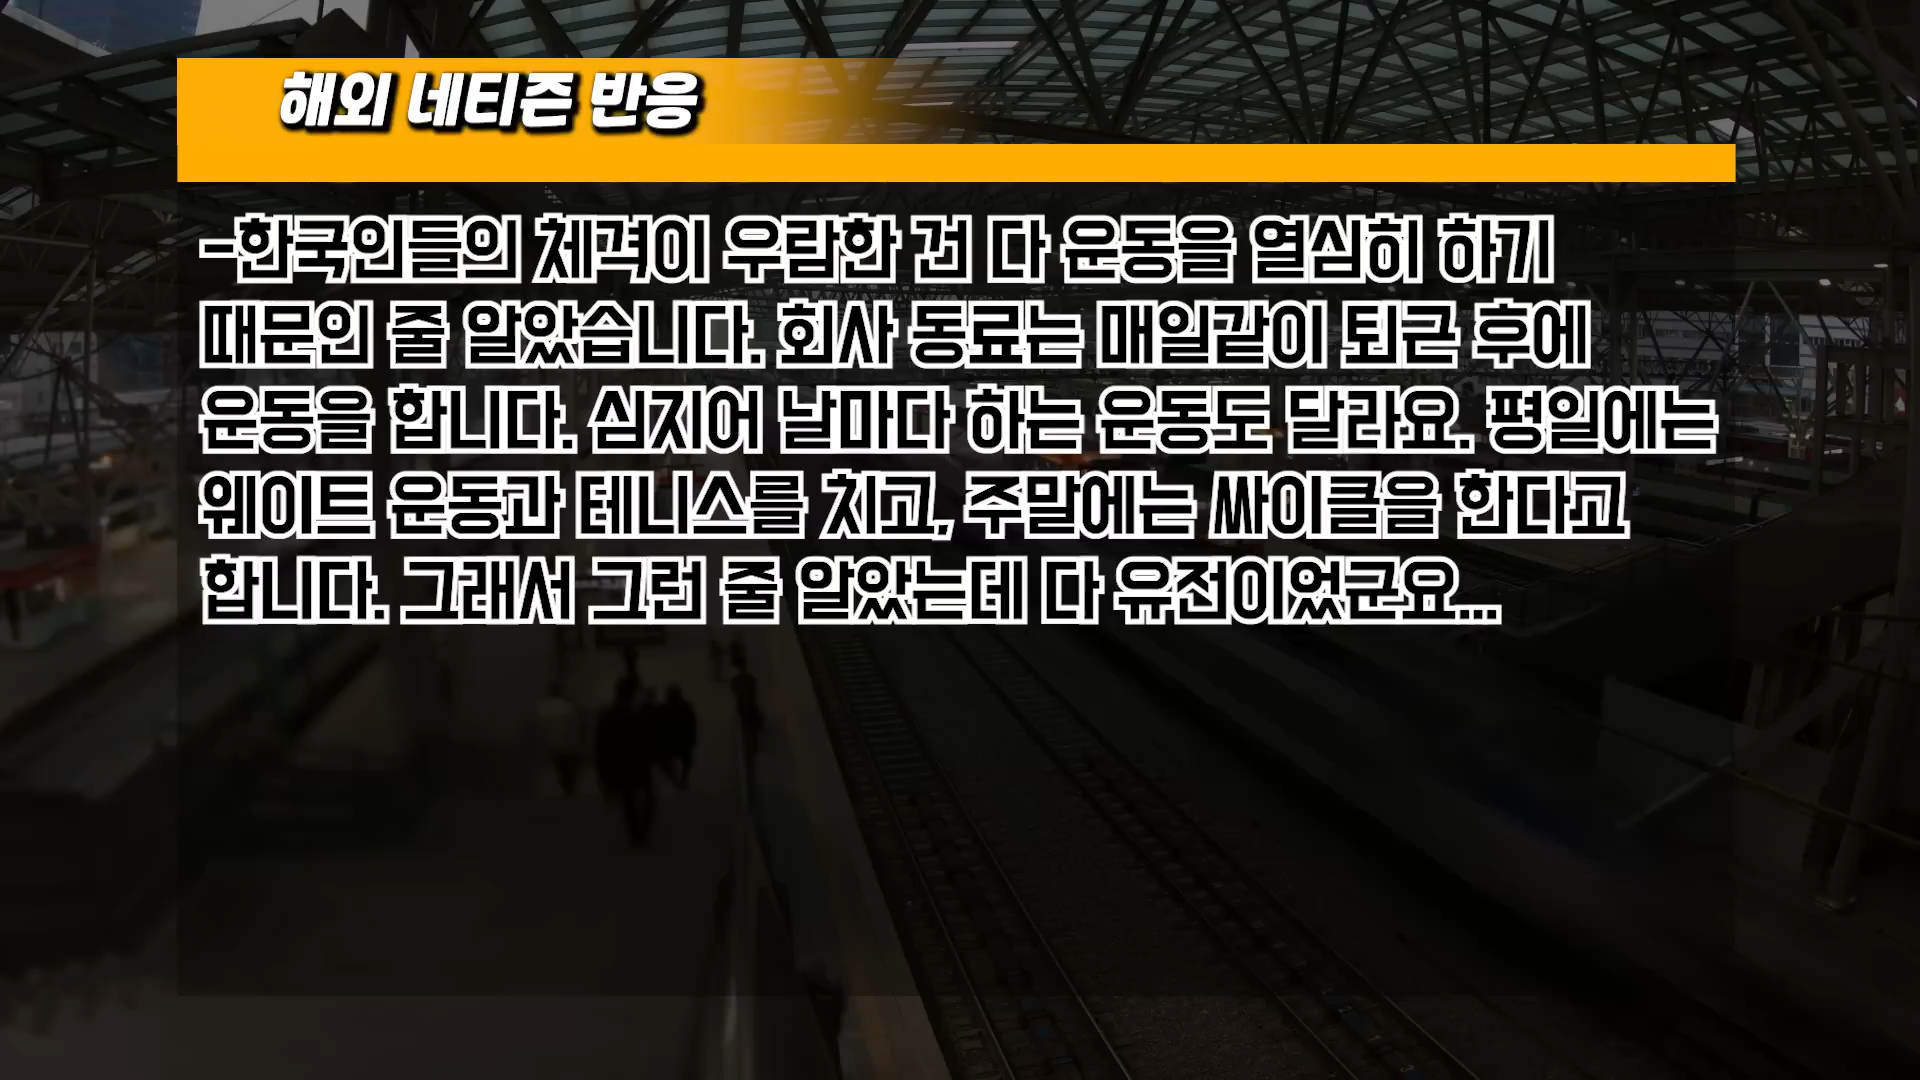 해외 네티즌 반응
-한국인들의 체격이 우람한 건 다 운동을 열심히 하기
때문인 줄 알았습니다. 회사 동료는 매일같이 퇴근 후에
운동을 합니다. 심지어 날마다 하는 운동도 달라요. 평일에는
웨이트 운동과 테니스를 치고, 주말에는 싸이클을 한다고
합니다. 그래서 그런 줄 알았는데 다 유전이었군요...